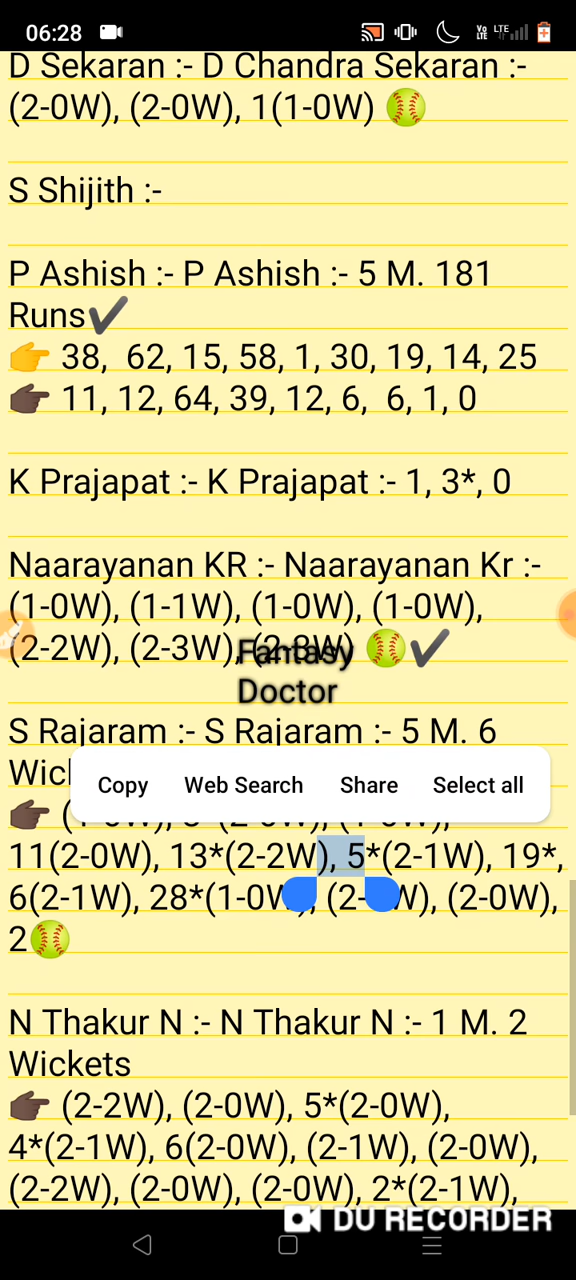 06:28
Vo LTE LTE
D Sekaran :- D Chandra Sekaran :-
(2-0W), (2-0W), 1(1-0W)
S Shijith :-
P Ashish :- P Ashish :- 5 M. 181
Runs✔
👉 38, 62, 15, 58, 1, 30, 19, 14, 25
👉🏿 11, 12, 64, 39, 12, 6, 6, 1, 0
K Prajapat :- K Prajapat :- 1, 3*, 0
Naarayanan KR :- Naarayanan Kr :-
(1-0W), (1-1W), (1-0W), (1-0W),
(2-2W), (2-3W), (2-3W) 🥎✔
Fantasy
Doctor
S Rajaram :- S Rajaram :- 5 M. 6
Copy Web Search Share Select all
11(2-0W), 13*(2-2W), 5*(2-1W), 19*,
6(2-1W), 28*(1-0W), (2- W), (2-0W),
2🥎
N Thakur N :- N Thakur N :- 1 M. 2
Wickets
👉🏿 (2-2W), (2-0W), 5*(2-0W),
4*(2-1W), 6(2-0W), (2-1W), (2-0W),
(2-2W), (2-0W), (2-0W), 2*(2-1W),
DU RECORDER